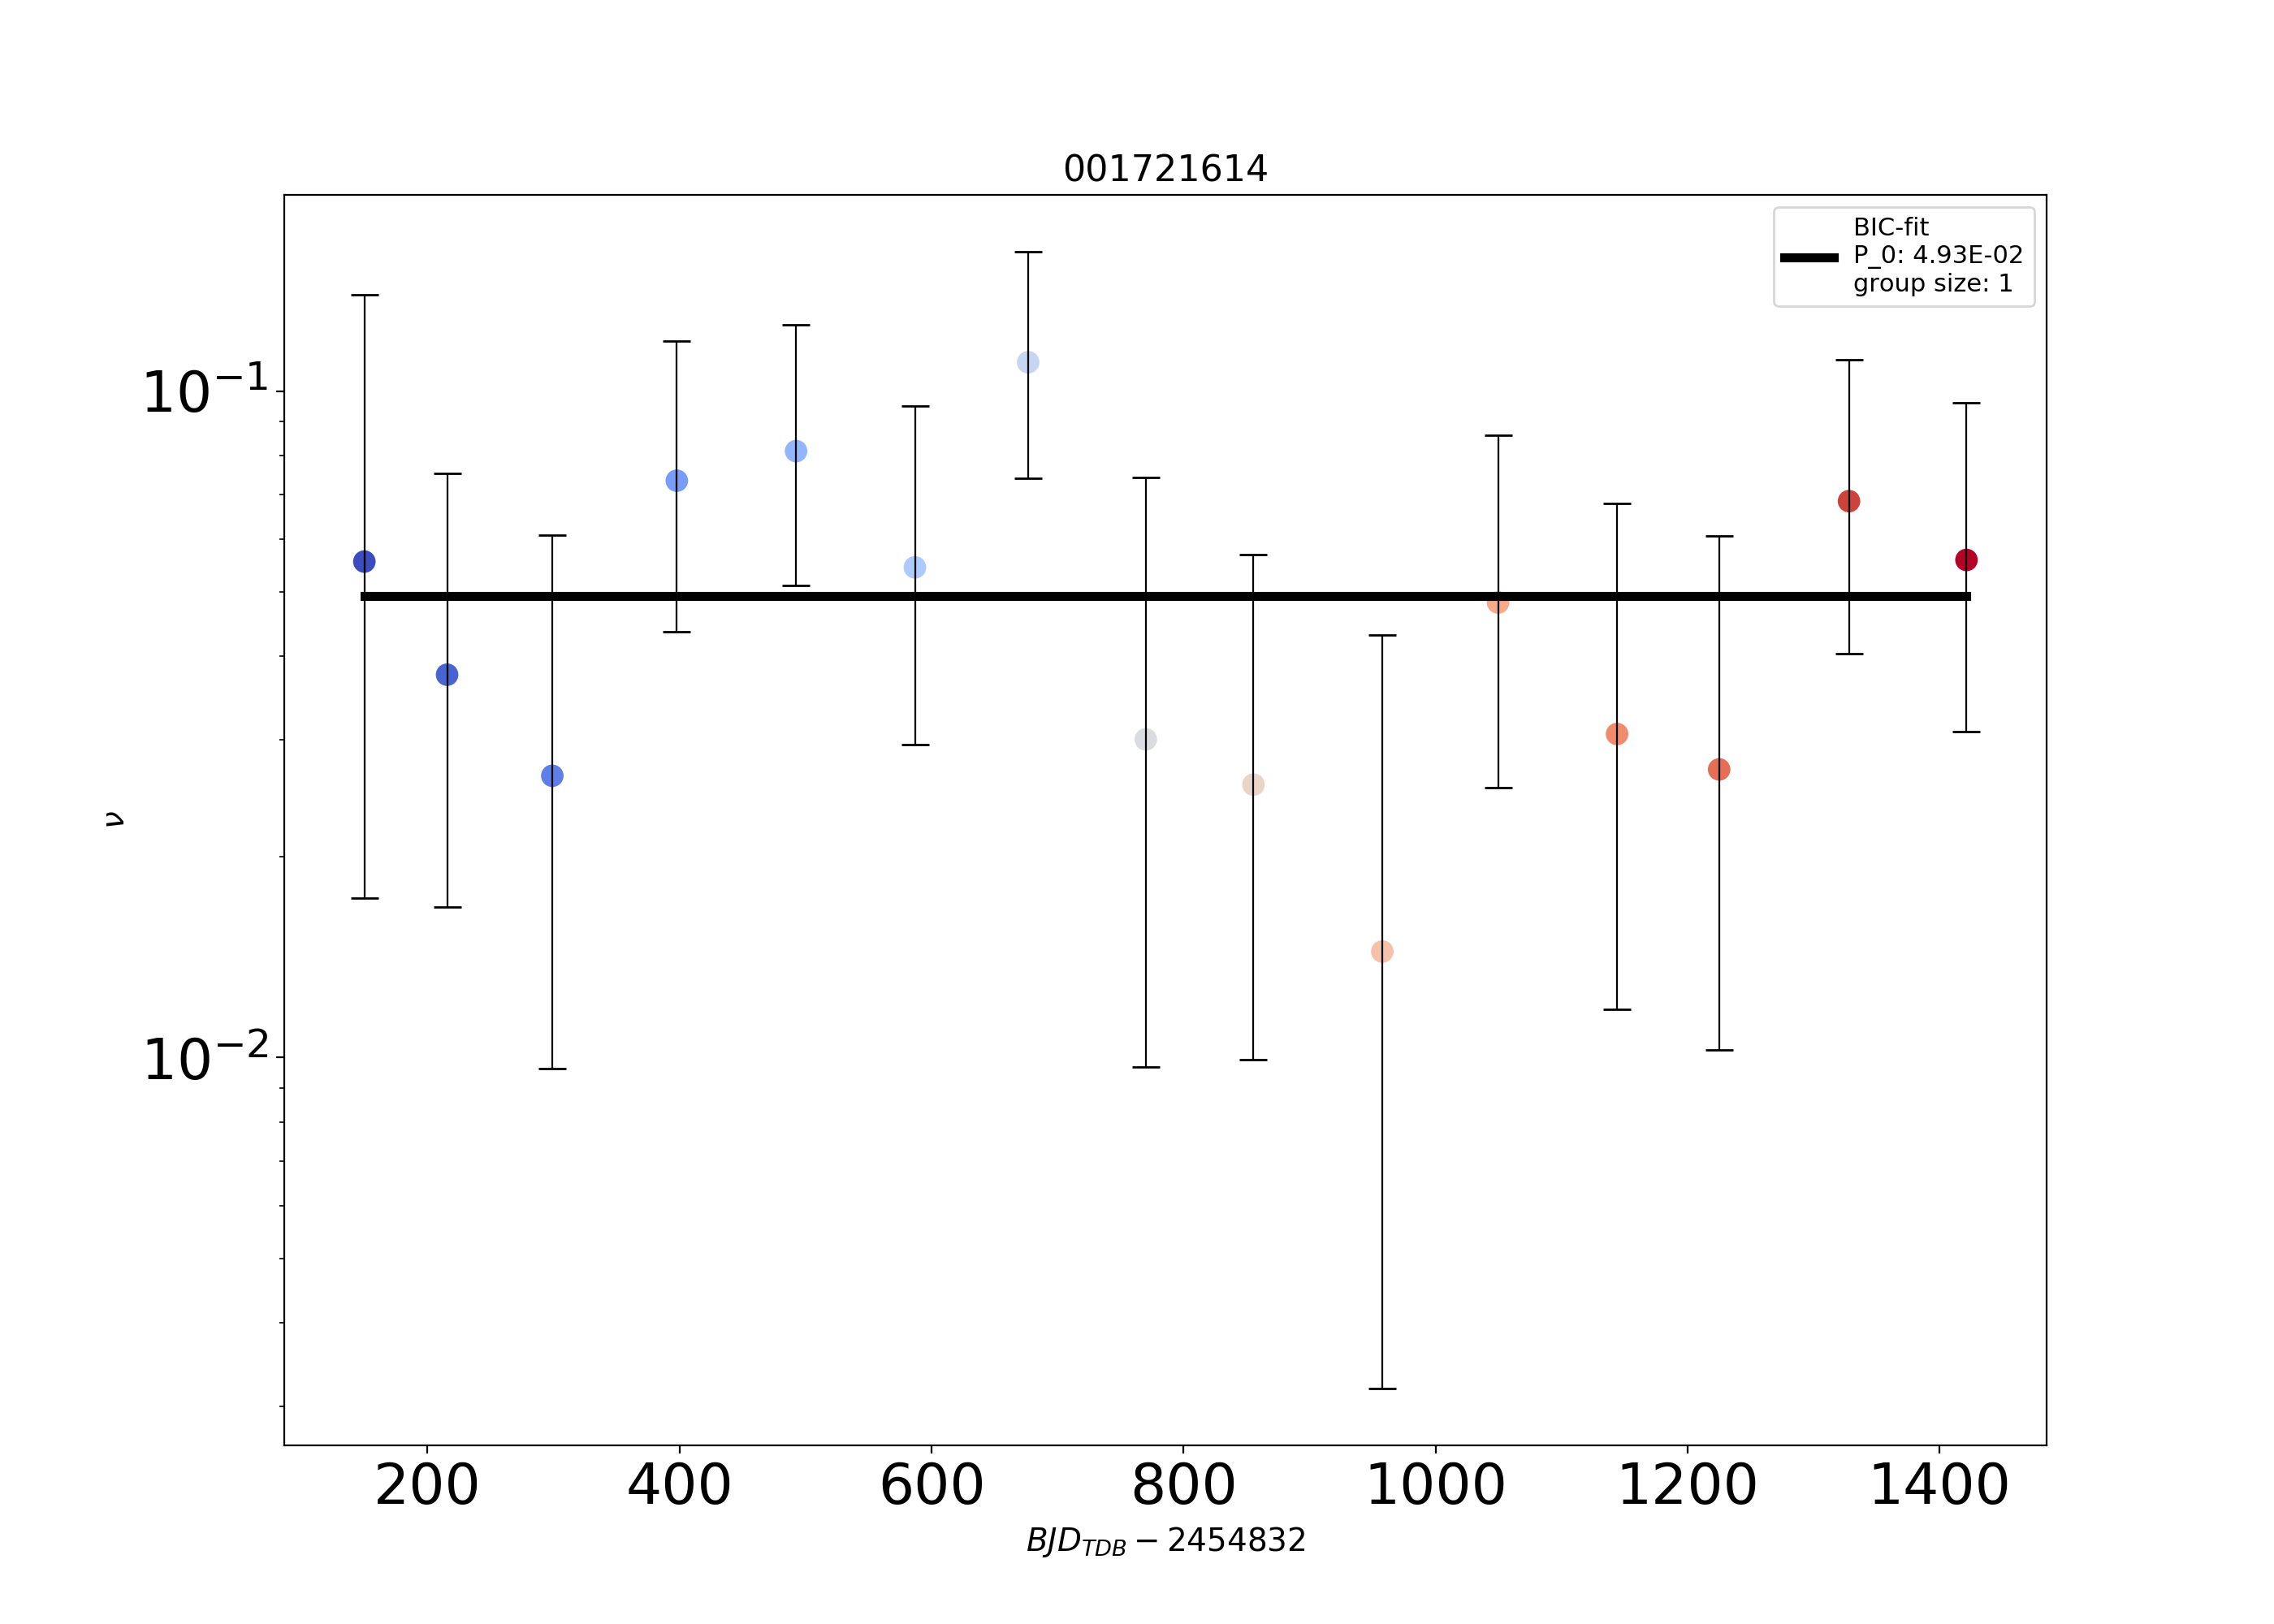 001721614
BIC-fit
P_0: 4.93E-02
group size: 1
10⁻¹
10⁻²
ν
200 400 600 800 1000 1200 1400
BJD_TDB − 2454832